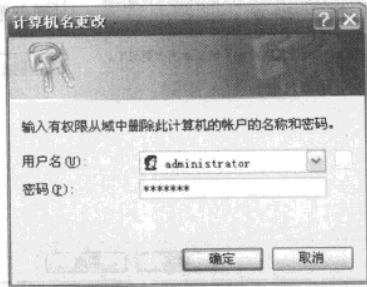 计算机名更改
输入有权限从域中删除此计算机的帐户的名称和密码。
用户名(U): administrator
密码(P): *******
确定 取消